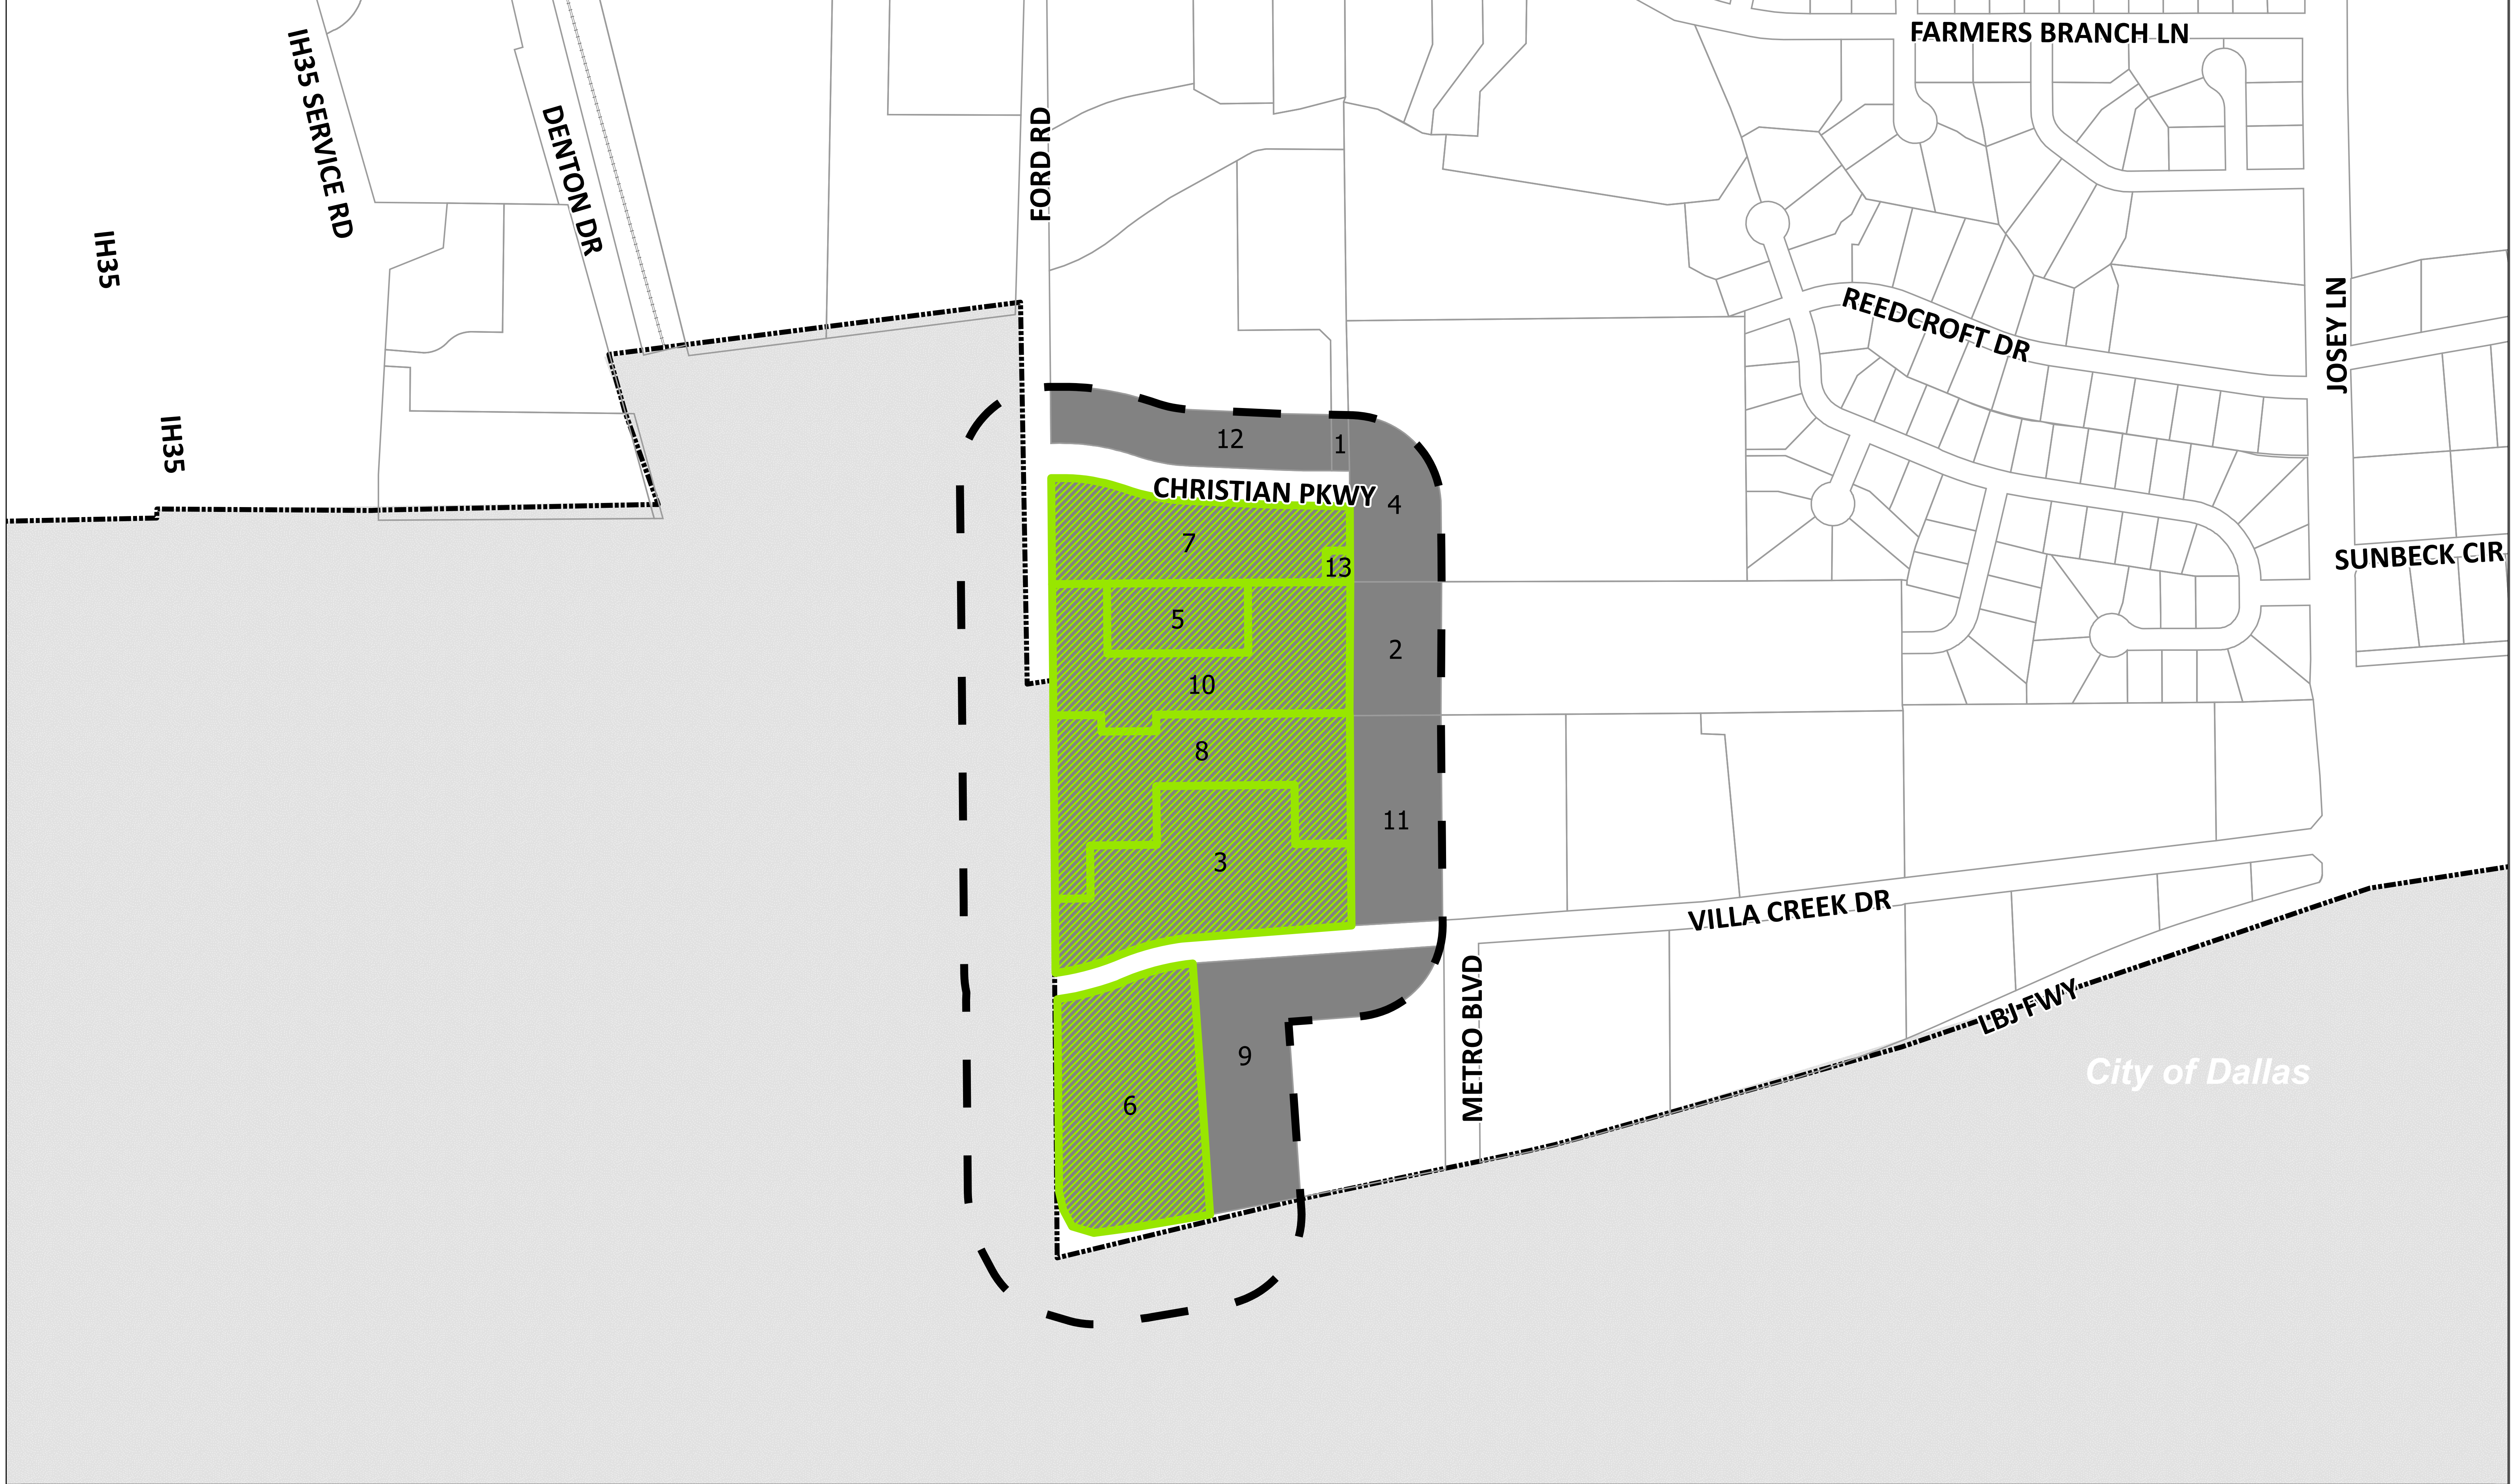 FARMERS BRANCH LN
IH35 SERVICE RD
DENTON DR
FORD RD
IH35
REEDCROFT DR
JOSEY LN
IH35
12
1
CHRISTIAN PKWY
4
7
13
SUNBECK CIR
5
2
10
8
11
3
VILLA CREEK DR
METRO BLVD
LBJ FWY
9
City of Dallas
6